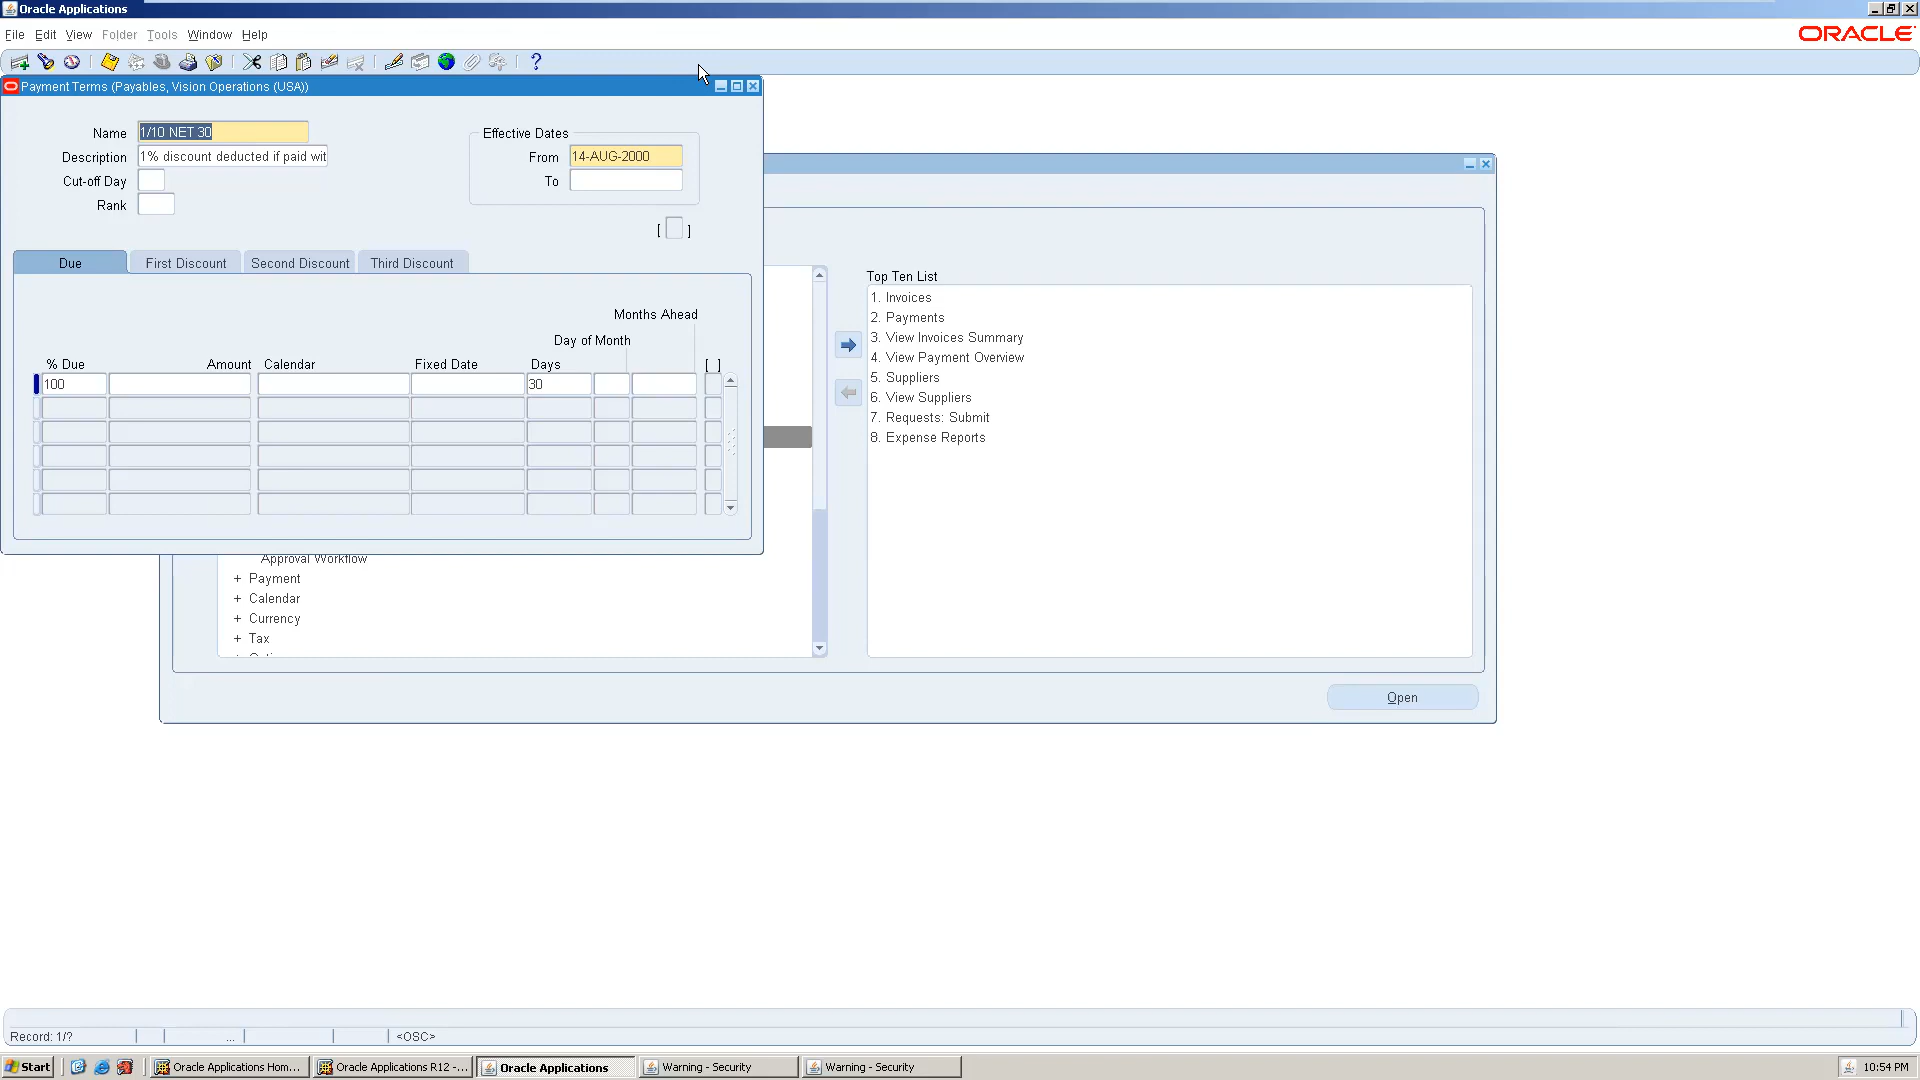 Oracle Applications
File Edit View Folder Tools Window Help
ORACLE
Payment Terms (Payables, Vision Operations (USA))
Name 1/10 NET 30
Effective Dates
Description 1% discount deducted if paid wit
From 14-AUG-2000
Cut-off Day
To
Rank
[ ]
Due First Discount Second Discount Third Discount
Months Ahead
Day of Month
% Due Amount Calendar Fixed Date Days [ ]
100 30
Top Ten List
1. Invoices
2. Payments
3. View Invoices Summary
4. View Payment Overview
5. Suppliers
6. View Suppliers
7. Requests: Submit
8. Expense Reports
Approval Workflow
+ Payment
+ Calendar
+ Currency
+ Tax
Open
Record: 1/? ... <OSC>
Start Oracle Applications Hom... Oracle Applications R12 -... Oracle Applications Warning - Security Warning - Security 10:54 PM